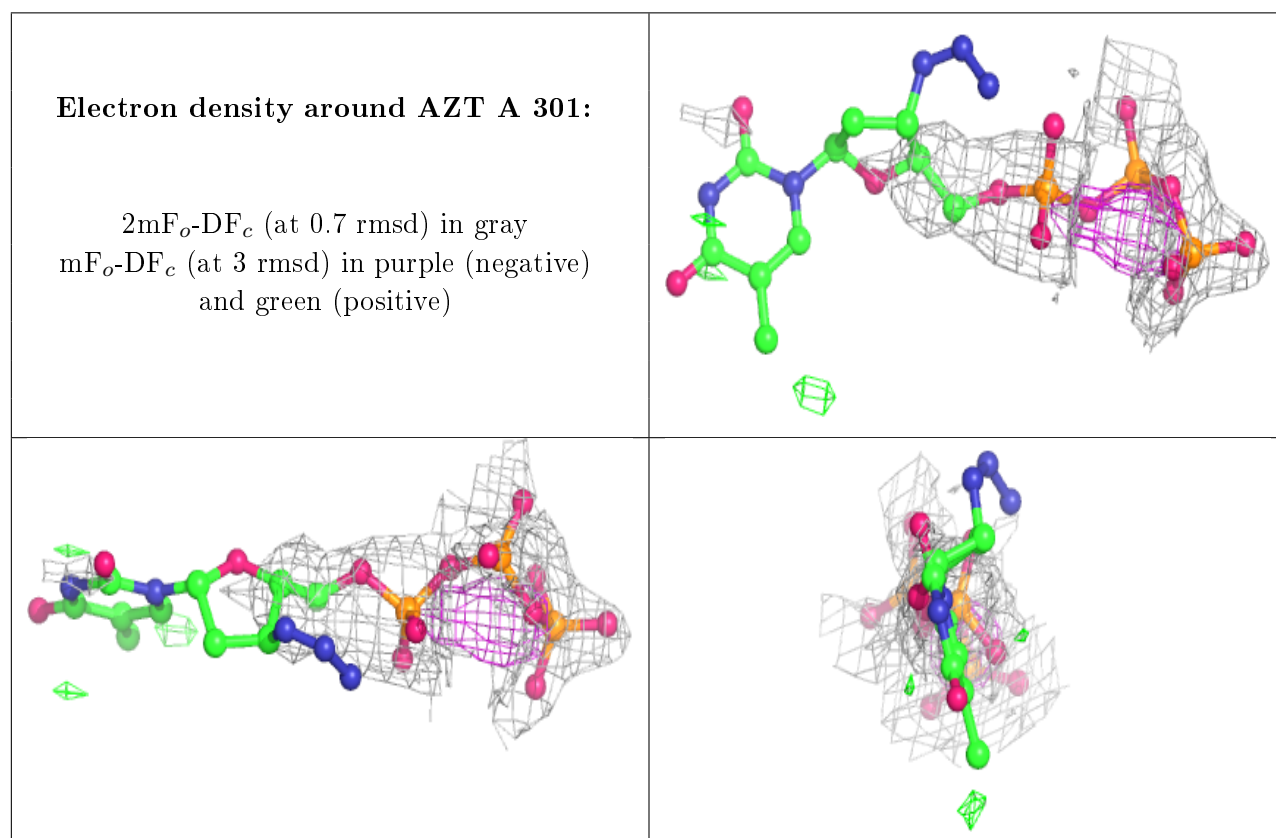 Electron density around AZT A 301:
2mFo-DFc (at 0.7 rmsd) in gray
mFo-DFc (at 3 rmsd) in purple (negative)
and green (positive)